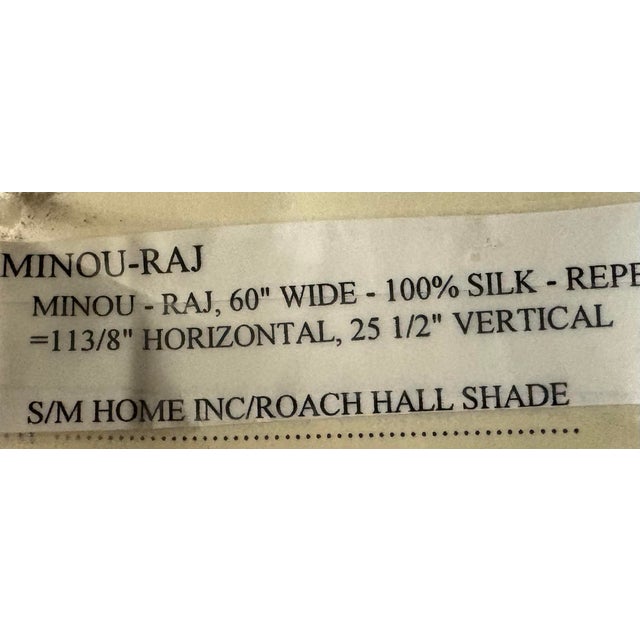 MINOU-RAJ
MINOU - RAJ, 60" WIDE - 100% SILK - REPE
=113/8" HORIZONTAL, 25 1/2" VERTICAL
S/M HOME INC/ROACH HALL SHADE